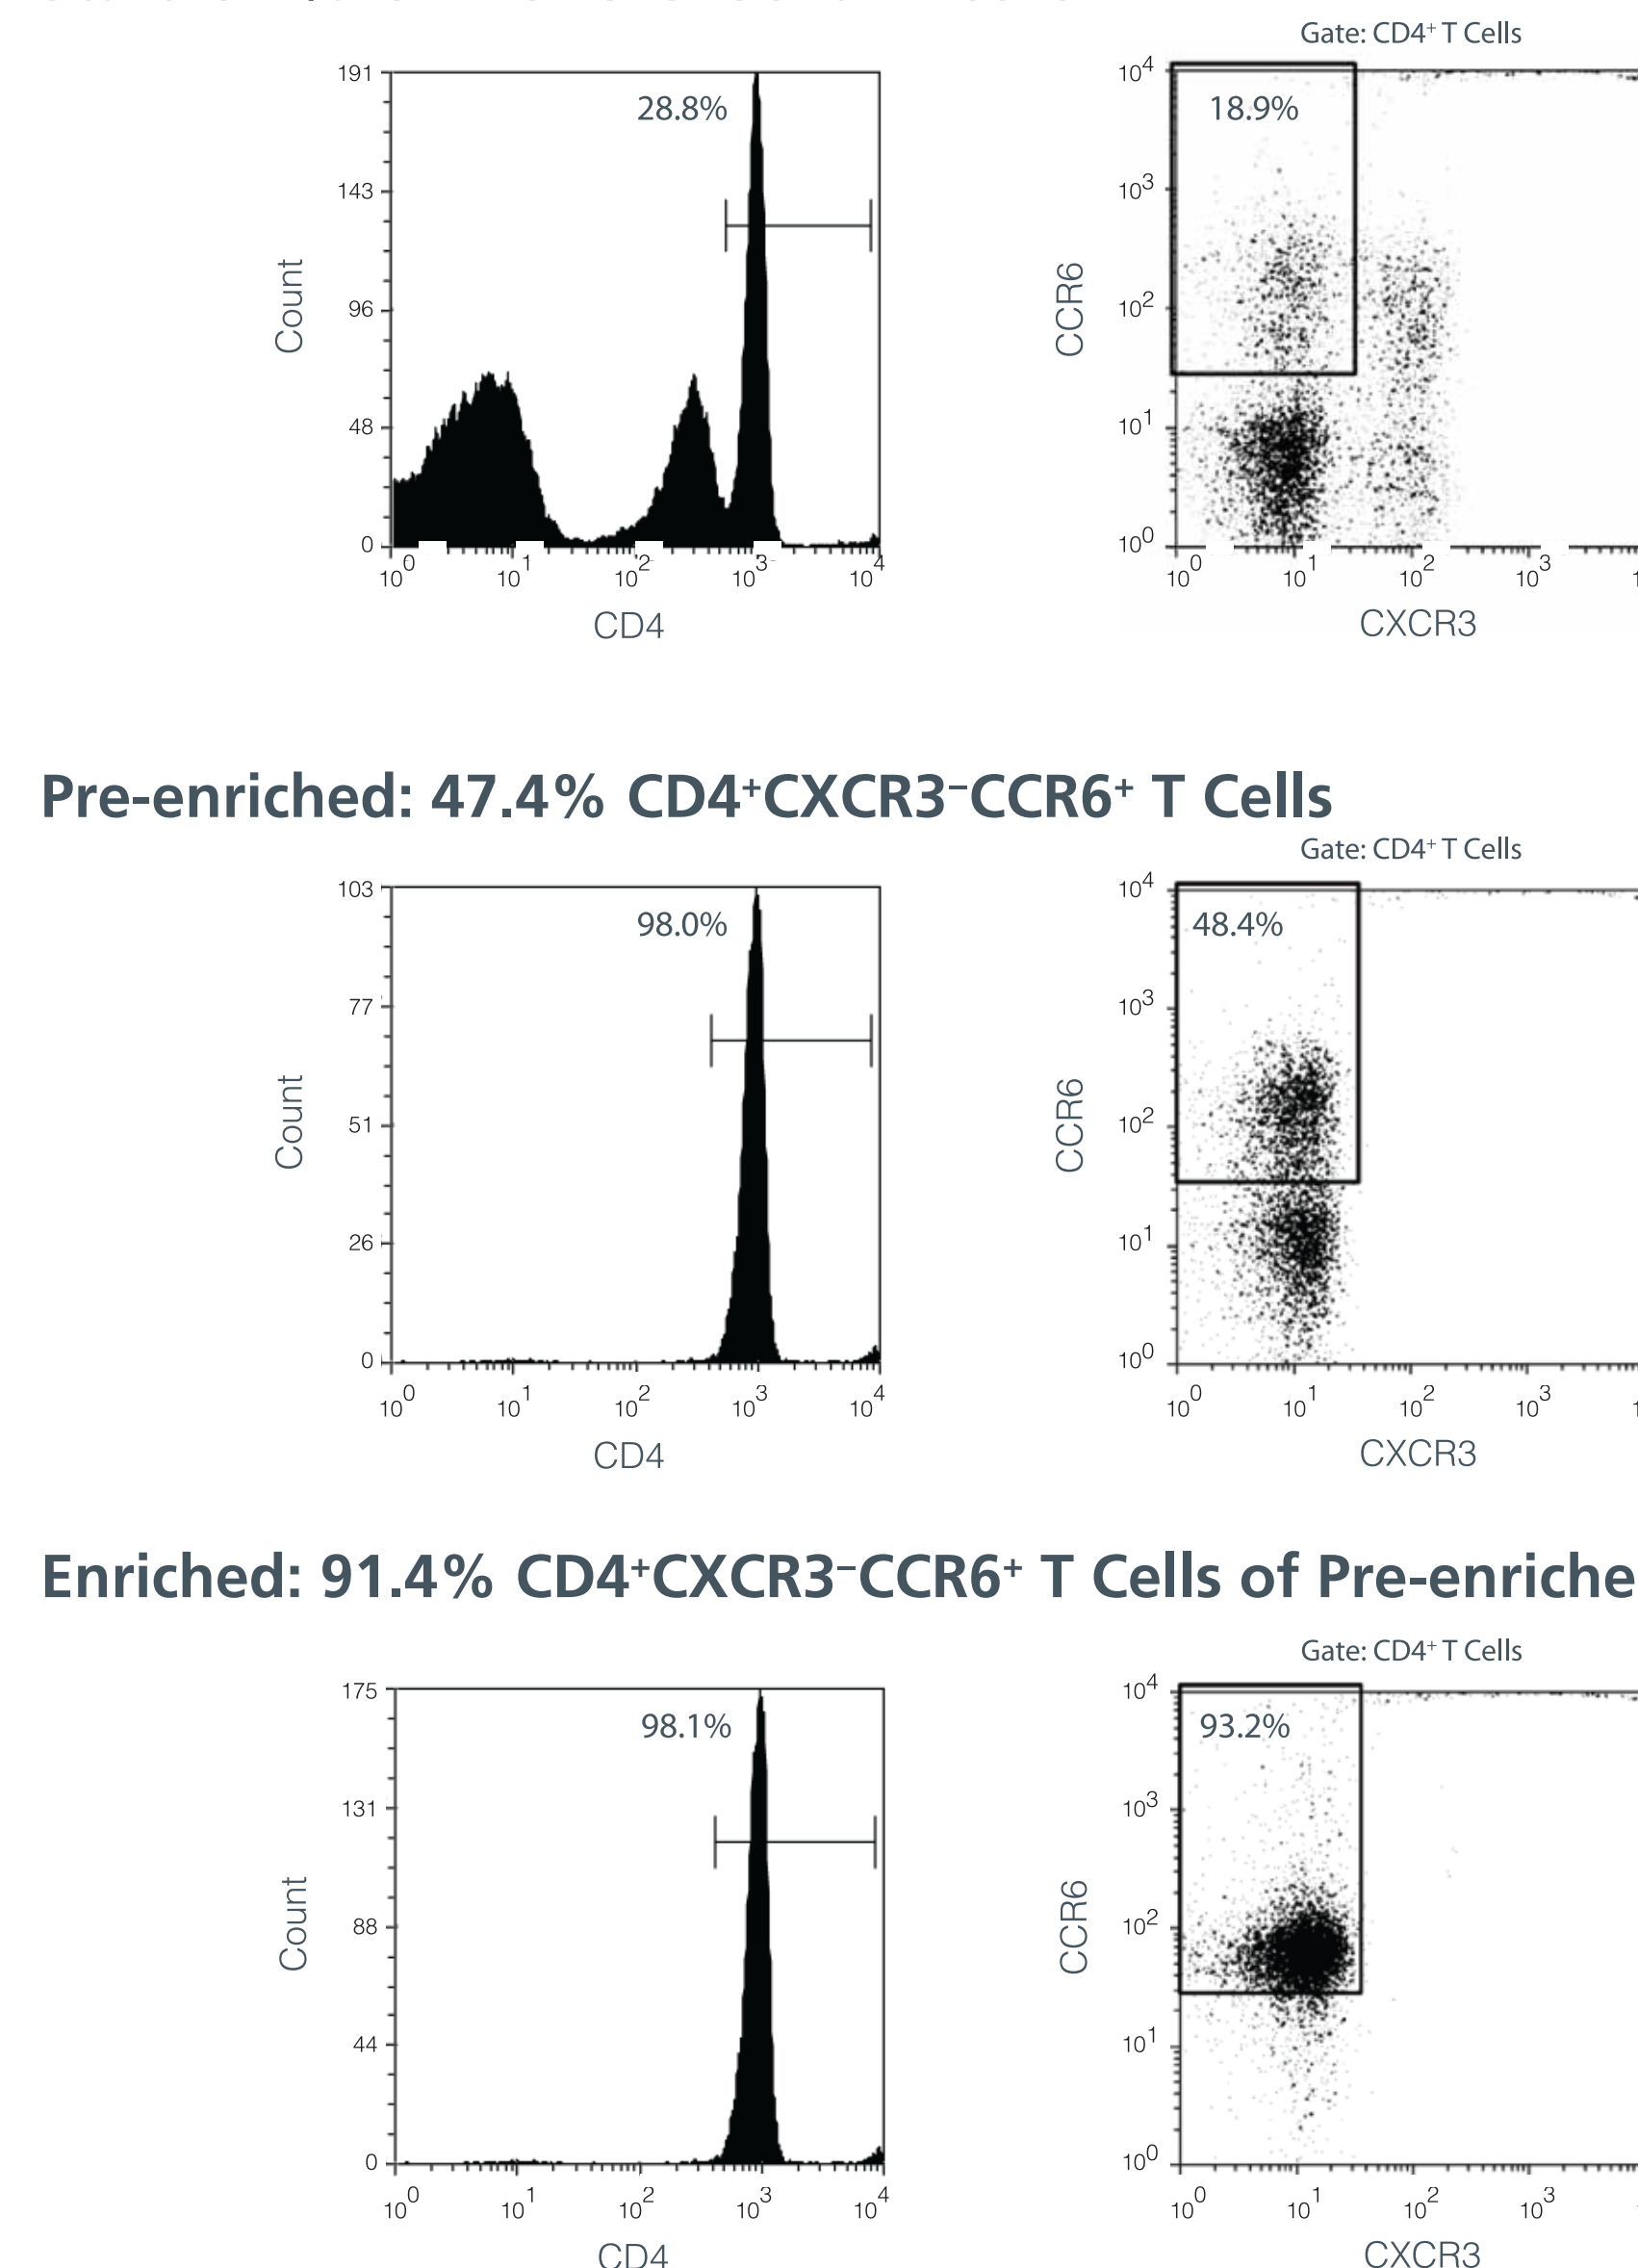 Gate: CD4⁺ T Cells
191
143
96
48
0
Count
28.8%
10⁰ 10¹ 10² 10³ 10⁴
CD4
10⁴
10³
10²
10¹
10⁰
CCR6
18.9%
10⁰ 10¹ 10² 10³
CXCR3
Pre-enriched: 47.4% CD4⁺CXCR3⁻CCR6⁺ T Cells
Gate: CD4⁺ T Cells
103
77
51
26
0
Count
98.0%
10⁰ 10¹ 10² 10³ 10⁴
CD4
10⁴
10³
10²
10¹
10⁰
CCR6
48.4%
10⁰ 10¹ 10² 10³
CXCR3
Enriched: 91.4% CD4⁺CXCR3⁻CCR6⁺ T Cells of Pre-enriche
Gate: CD4⁺ T Cells
175
131
88
44
0
Count
98.1%
10⁰ 10¹ 10² 10³ 10⁴
CD4
10⁴
10³
10²
10¹
10⁰
CCR6
93.2%
10⁰ 10¹ 10² 10³
CXCR3